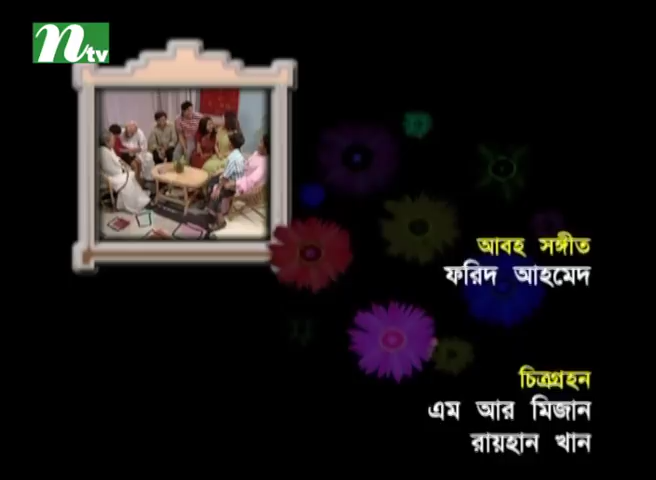 ntv
আবহ সঙ্গীত
ফরিদ আহমেদ
চিত্রগ্রহন
এম আর মিজান
রায়হান খান